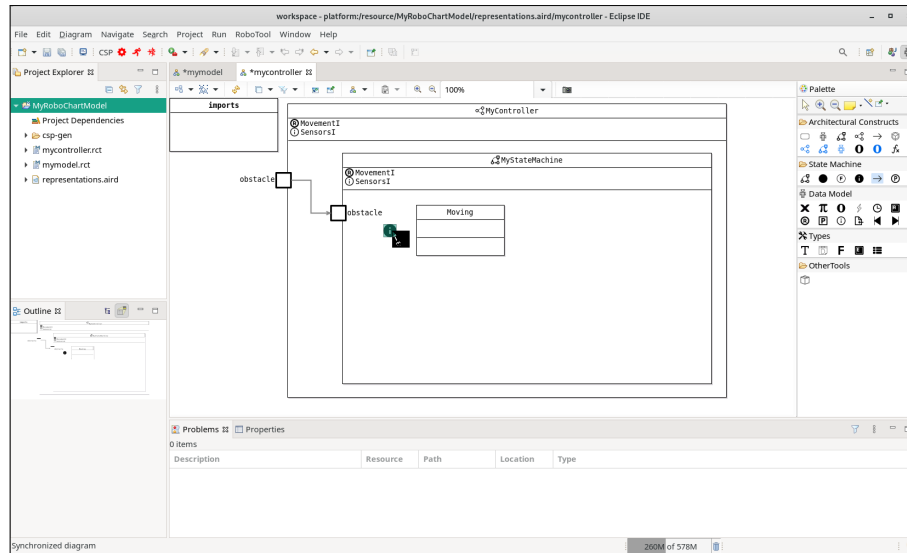 workspace - platform:/resource/MyRoboChartModel/representations.aird/mycontroller - Eclipse IDE
File Edit Diagram Navigate Search Project Run RoboTool Window Help
CSP
Project Explorer
*mymodel
*mycontroller
100%
Palette
MyRoboChartModel
Project Dependencies
csp-gen
mycontroller.rct
mymodel.rct
representations.aird
imports
MyController
R MovementI
i SensorsI
MyStateMachine
R MovementI
i SensorsI
obstacle
obstacle
Moving
i
Architectural Constructs
O O fx
State Machine
F i P
Data Model
X π O
R P i
Types
T F
OtherTools
Outline
Problems
Properties
0 items
Description Resource Path Location Type
Synchronized diagram
260M of 578M